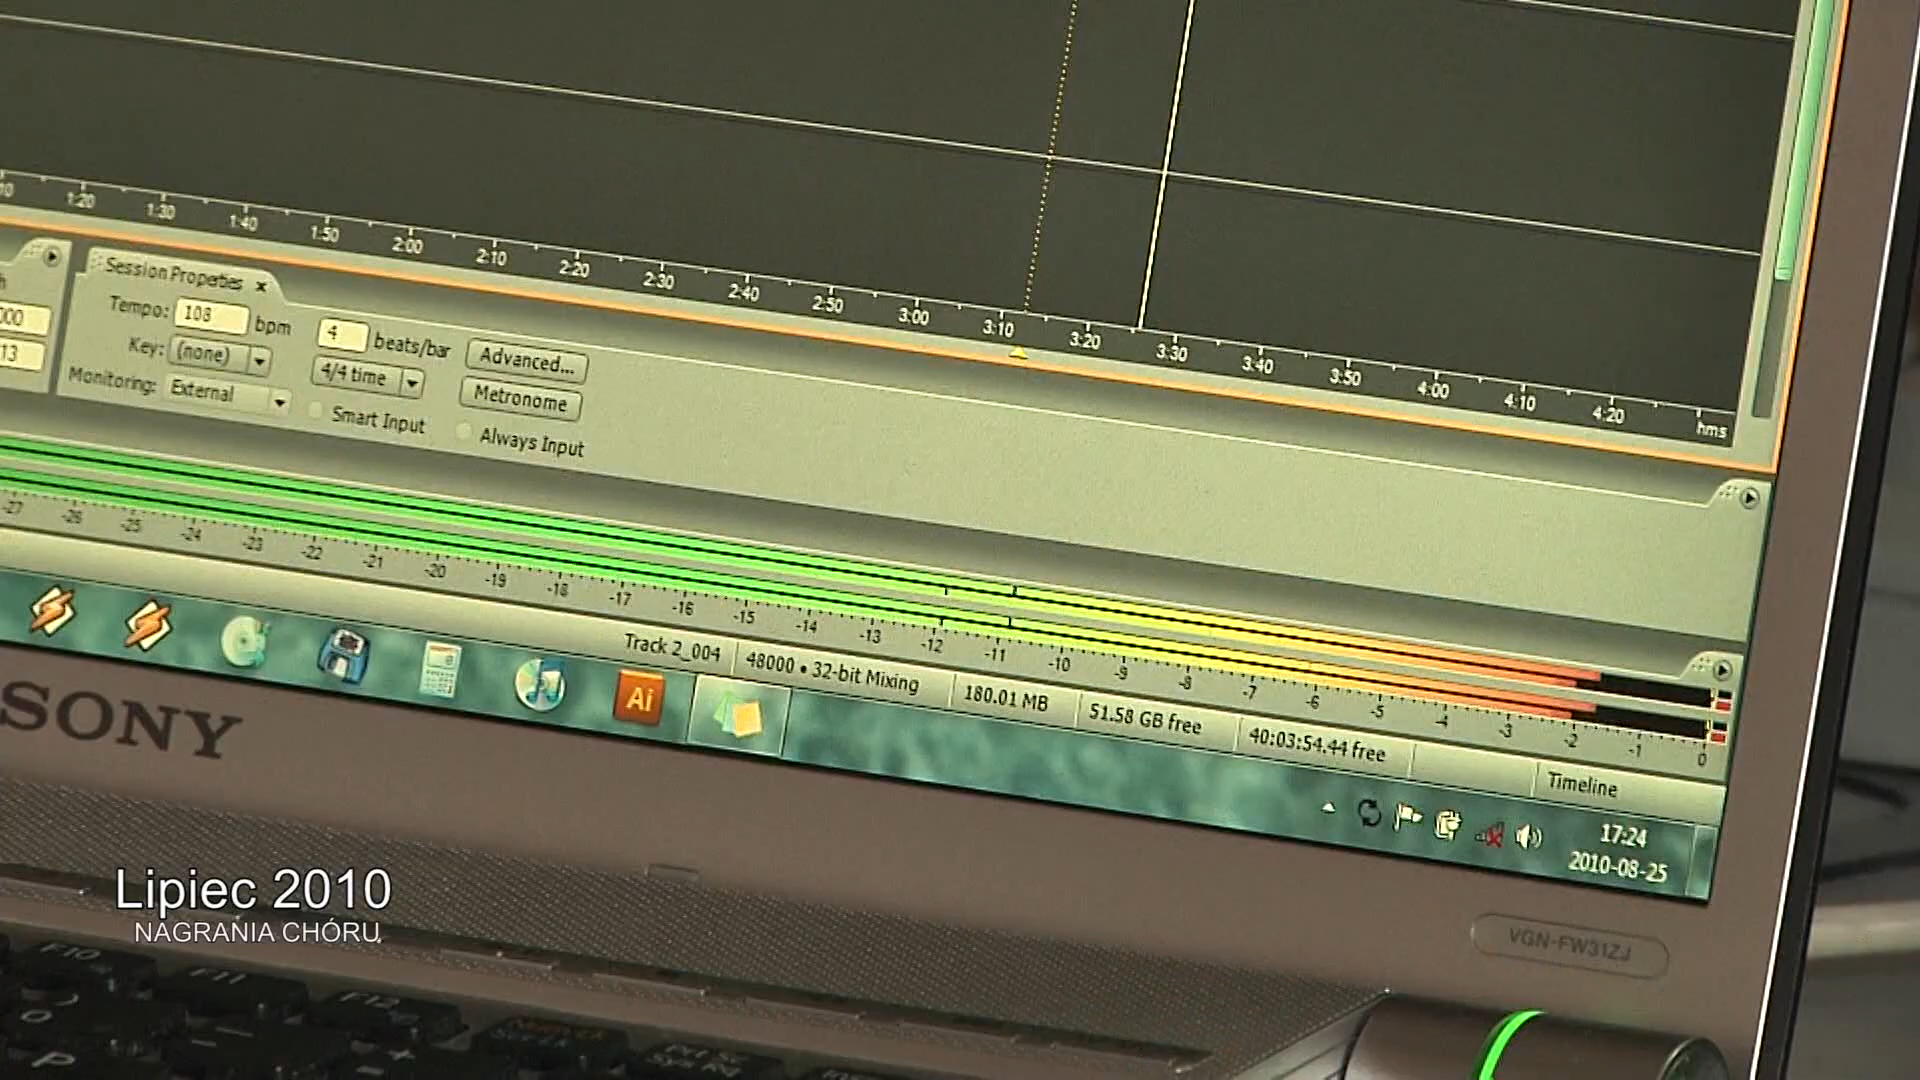 1:20 1:30 1:40 1:50 2:00 2:10 2:20 2:30 2:40 2:50 3:00 3:10 3:20 3:30 3:40 3:50 4:00 4:10 4:20 hms
Session Properties x
Tempo: 108 bpm 4 beats/bar Advanced...
Key: (none) 4/4 time Metronome
Monitoring: External Smart Input Always Input
-27 -26 -25 -24 -23 -22 -21 -20 -19 -18 -17 -16 -15 -14 -13 -12 -11 -10 -9 -8 -7 -6 -5 -4 -3 -2 -1 0
Track 2_004 48000 • 32-bit Mixing 180.01 MB 51.58 GB free 40:03:54.44 free Timeline
Ai
17:24
2010-08-25
SONY
VGN-FW31ZJ
Lipiec 2010
NAGRANIA CHÓRU
F10 F11 F12
O
P